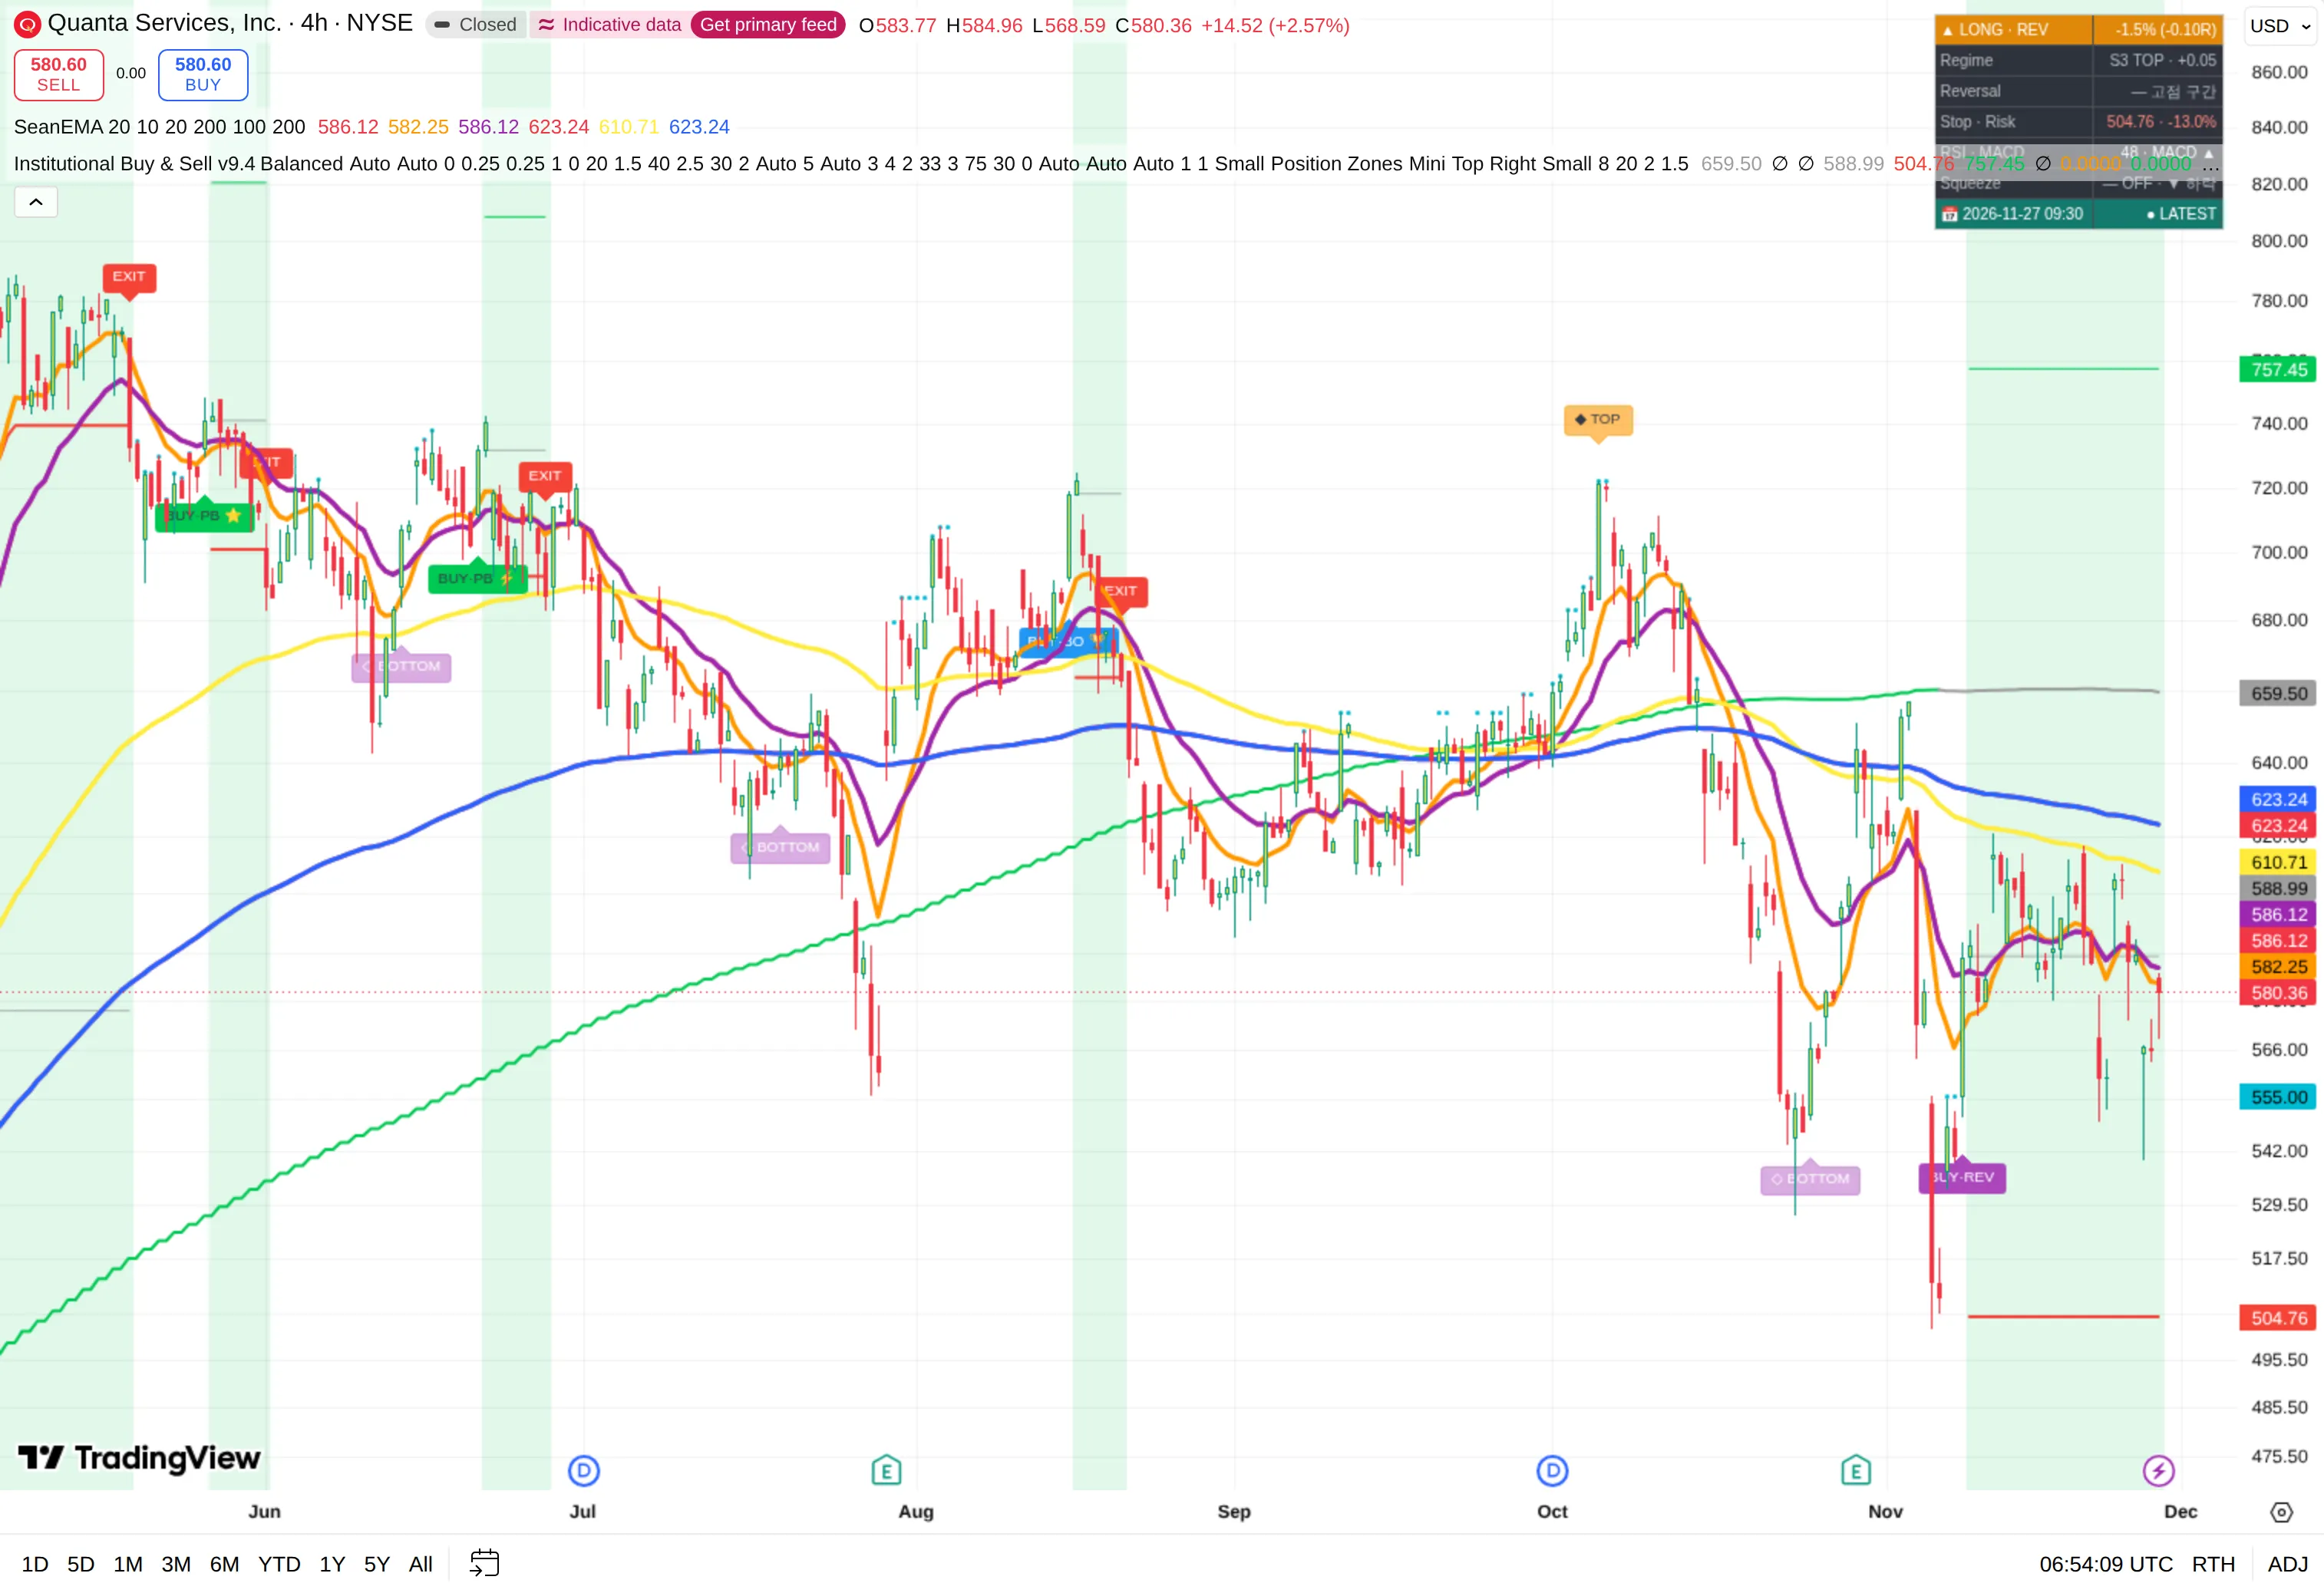 Quanta Services, Inc. · 4h · NYSE Closed Indicative data Get primary feed O583.77 H584.96 L568.59 C580.36 +14.52 (+2.57%)
580.60 SELL 0.00 580.60 BUY
SeanEMA 20 10 20 200 100 200 586.12 582.25 586.12 623.24 610.71 623.24
Institutional Buy & Sell v9.4 Balanced Auto Auto 0 0.25 0.25 1 0 20 1.5 40 2.5 30 2 Auto 5 Auto 3 4 2 33 3 75 30 0 Auto Auto Auto 1 1 Small Position Zones Mini Top Right Small 8 20 2 1.5 659.50 ∅ ∅ 588.99 504.76 757.45 ∅ 0.0000 0.0000 ...
▲ LONG · REV -1.5% (-0.10R)
Regime S3 TOP · +0.05
Reversal — 고점 구간
Stop · Risk 504.76 · -13.0%
RSI · MACD 48 · MACD ▲
Squeeze — OFF · ▼ 하락
2026-11-27 09:30 ● LATEST
USD
860.00
840.00
820.00
800.00
780.00
757.45
740.00
720.00
700.00
680.00
659.50
640.00
623.24
623.24
610.71
588.99
586.12
586.12
582.25
580.36
566.00
555.00
542.00
529.50
517.50
504.76
495.50
485.50
475.50
EXIT
BUY·PB
EXIT
BOTTOM
BUY·PB
EXIT
BOTTOM
EXIT
◆ TOP
◇ BOTTOM
BUY·REV
TradingView
D
E
D
E
Jun Jul Aug Sep Oct Nov Dec
1D 5D 1M 3M 6M YTD 1Y 5Y All
06:54:09 UTC RTH ADJ